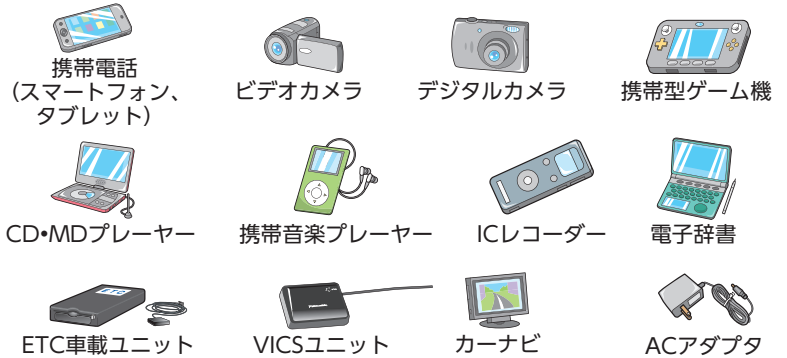 携帯電話
(スマートフォン、
タブレット)
ビデオカメラ
デジタルカメラ
携帯型ゲーム機
CD•MDプレーヤー
携帯音楽プレーヤー
ICレコーダー
電子辞書
ETC
ETC車載ユニット
VICSユニット
カーナビ
ACアダプタ